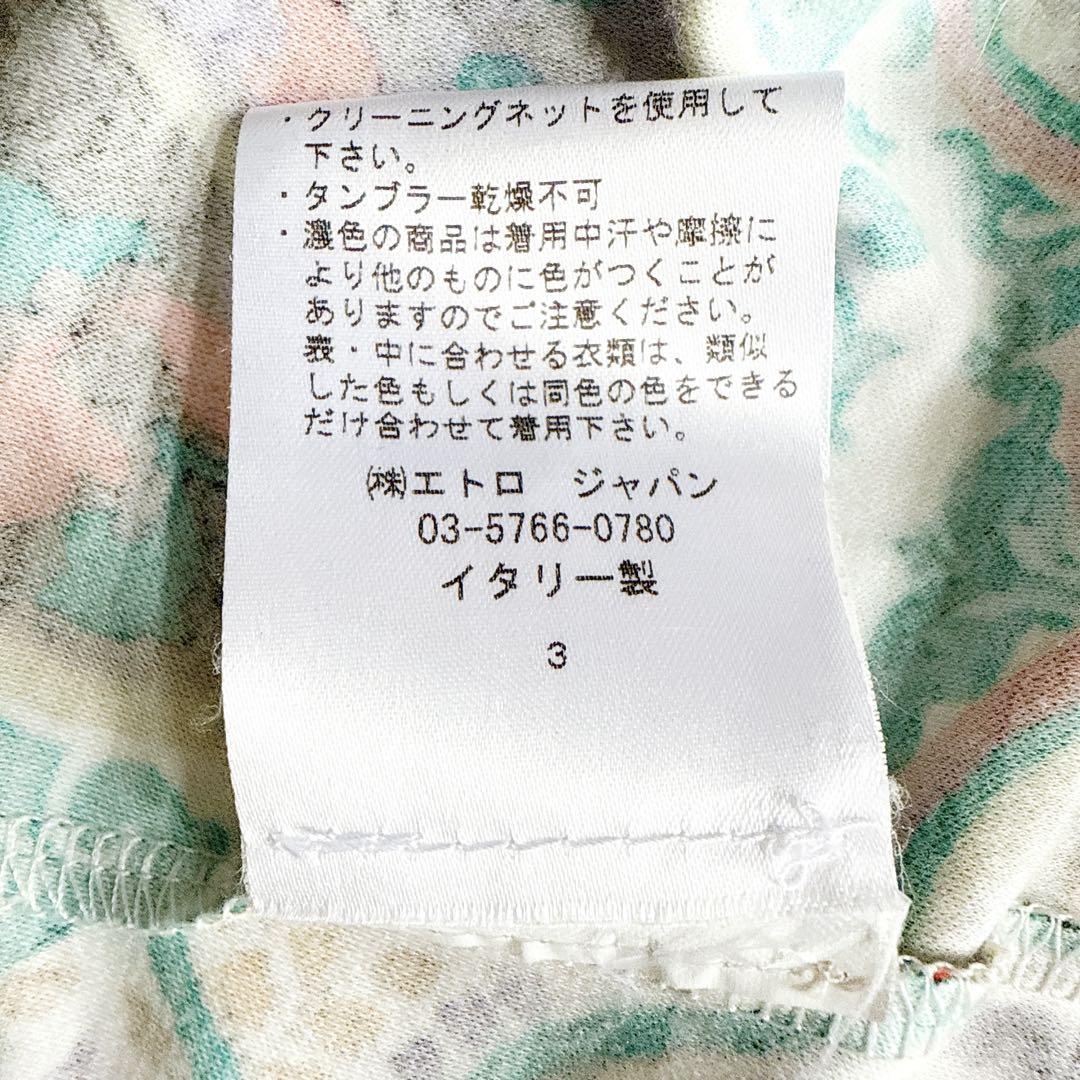 ・クリーニングネットを使用して
下さい。
・タンブラー乾燥不可
・濃色の商品は着用中汗や摩擦に
より他のものに色がつくことが
ありますのでご注意ください。
表・中に合わせる衣類は、類似
した色もしくは同色の色をできる
だけ合わせて着用下さい。
㈱エトロ ジャパン
03-5766-0780
イタリー製
3